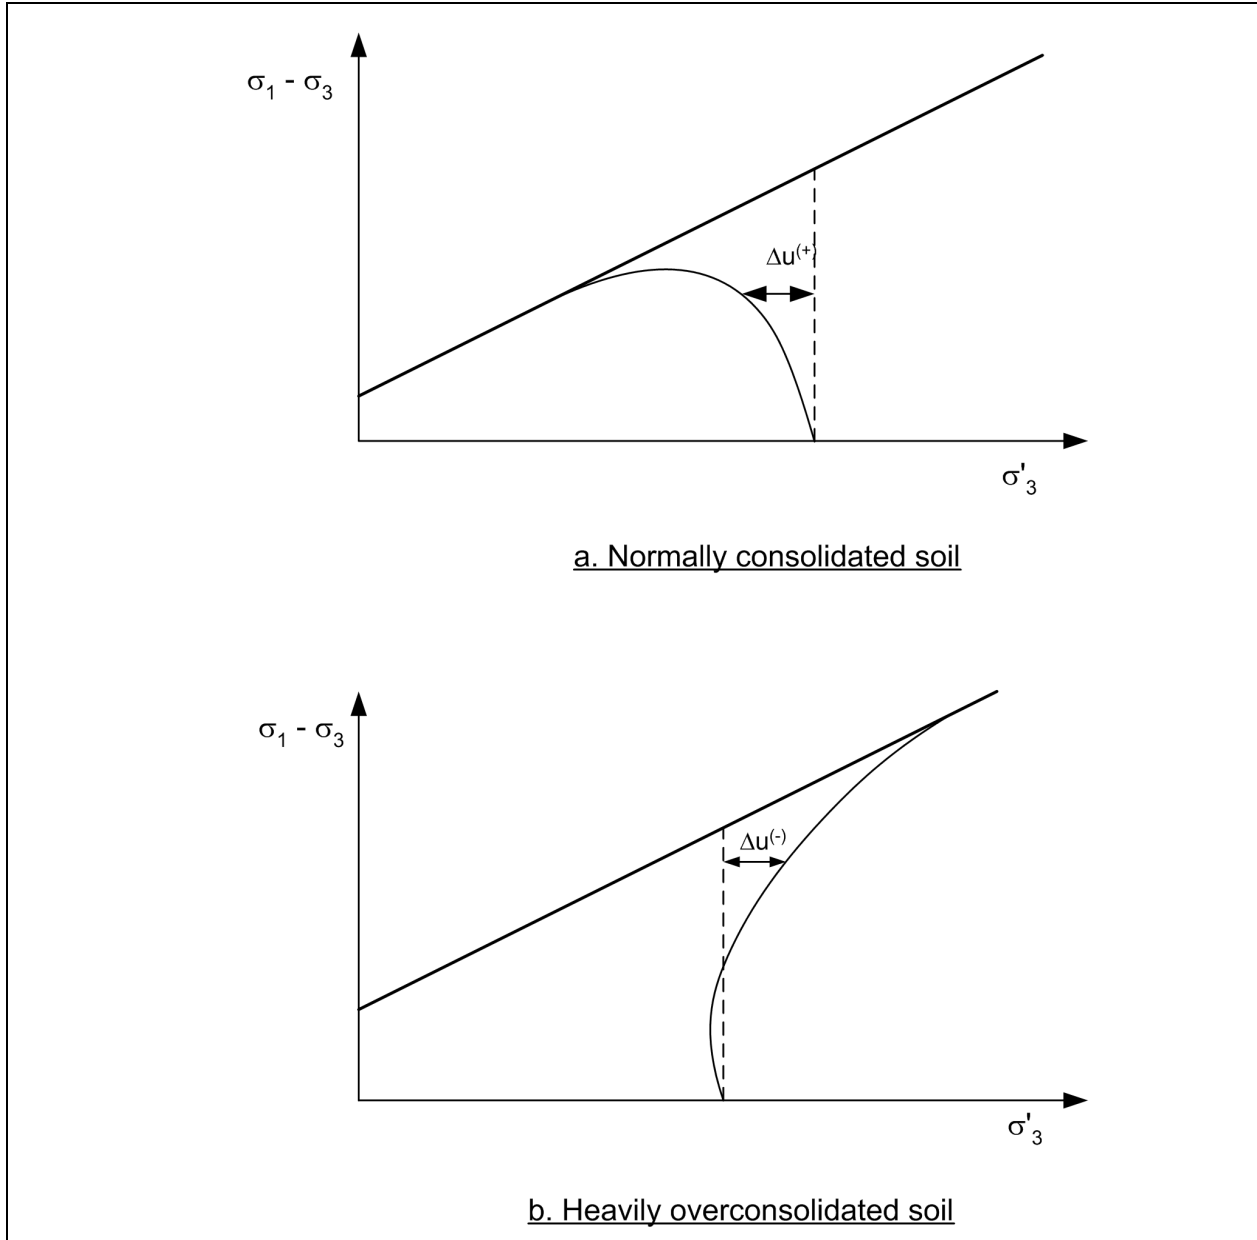 σ₁ - σ₃
Δu⁽⁺⁾
σ'₃
a. Normally consolidated soil
σ₁ - σ₃
Δu⁽⁻⁾
σ'₃
b. Heavily overconsolidated soil